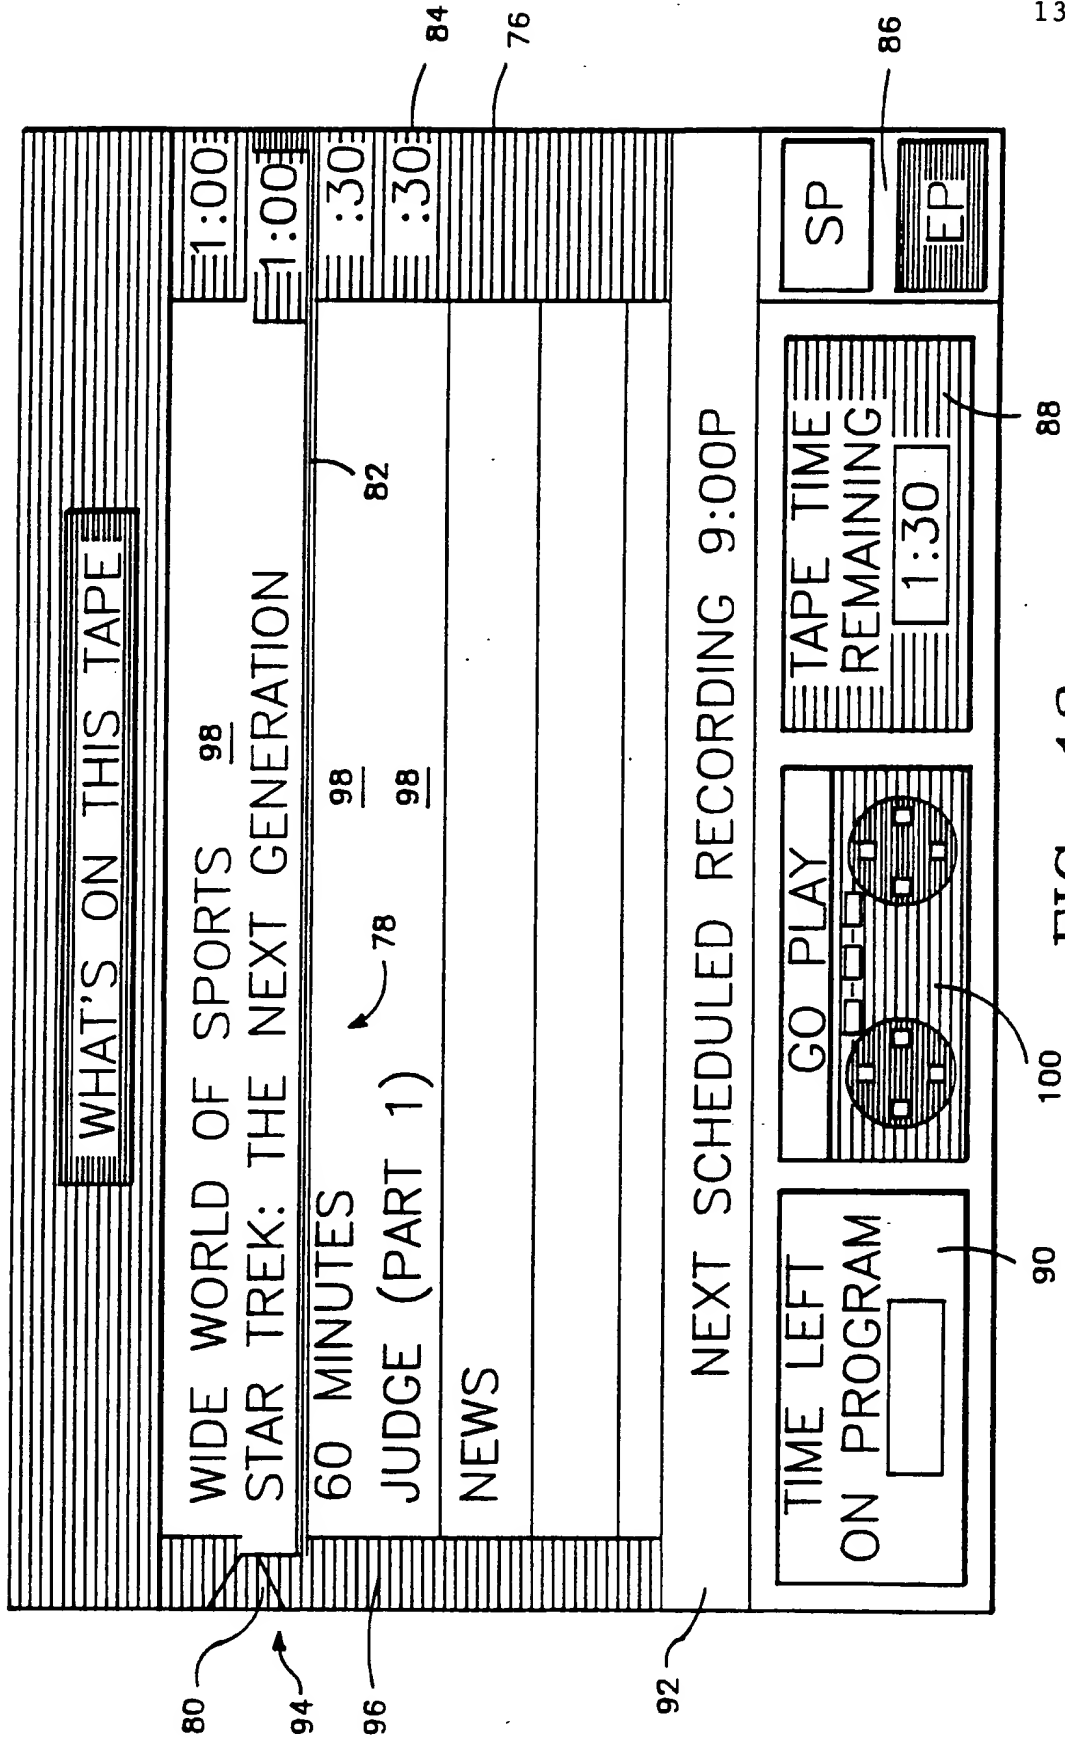 13
WHAT'S ON THIS TAPE
WIDE WORLD OF SPORTS 98 1:00
STAR TREK: THE NEXT GENERATION 1:00
82
60 MINUTES 98 :30
78
JUDGE (PART 1) 98 :30
84
NEWS
76
80
94
96
92
NEXT SCHEDULED RECORDING 9:00P
TIME LEFT
ON PROGRAM
90
GO PLAY
100
TAPE TIME
REMAINING
1:30
88
SP
EP
86